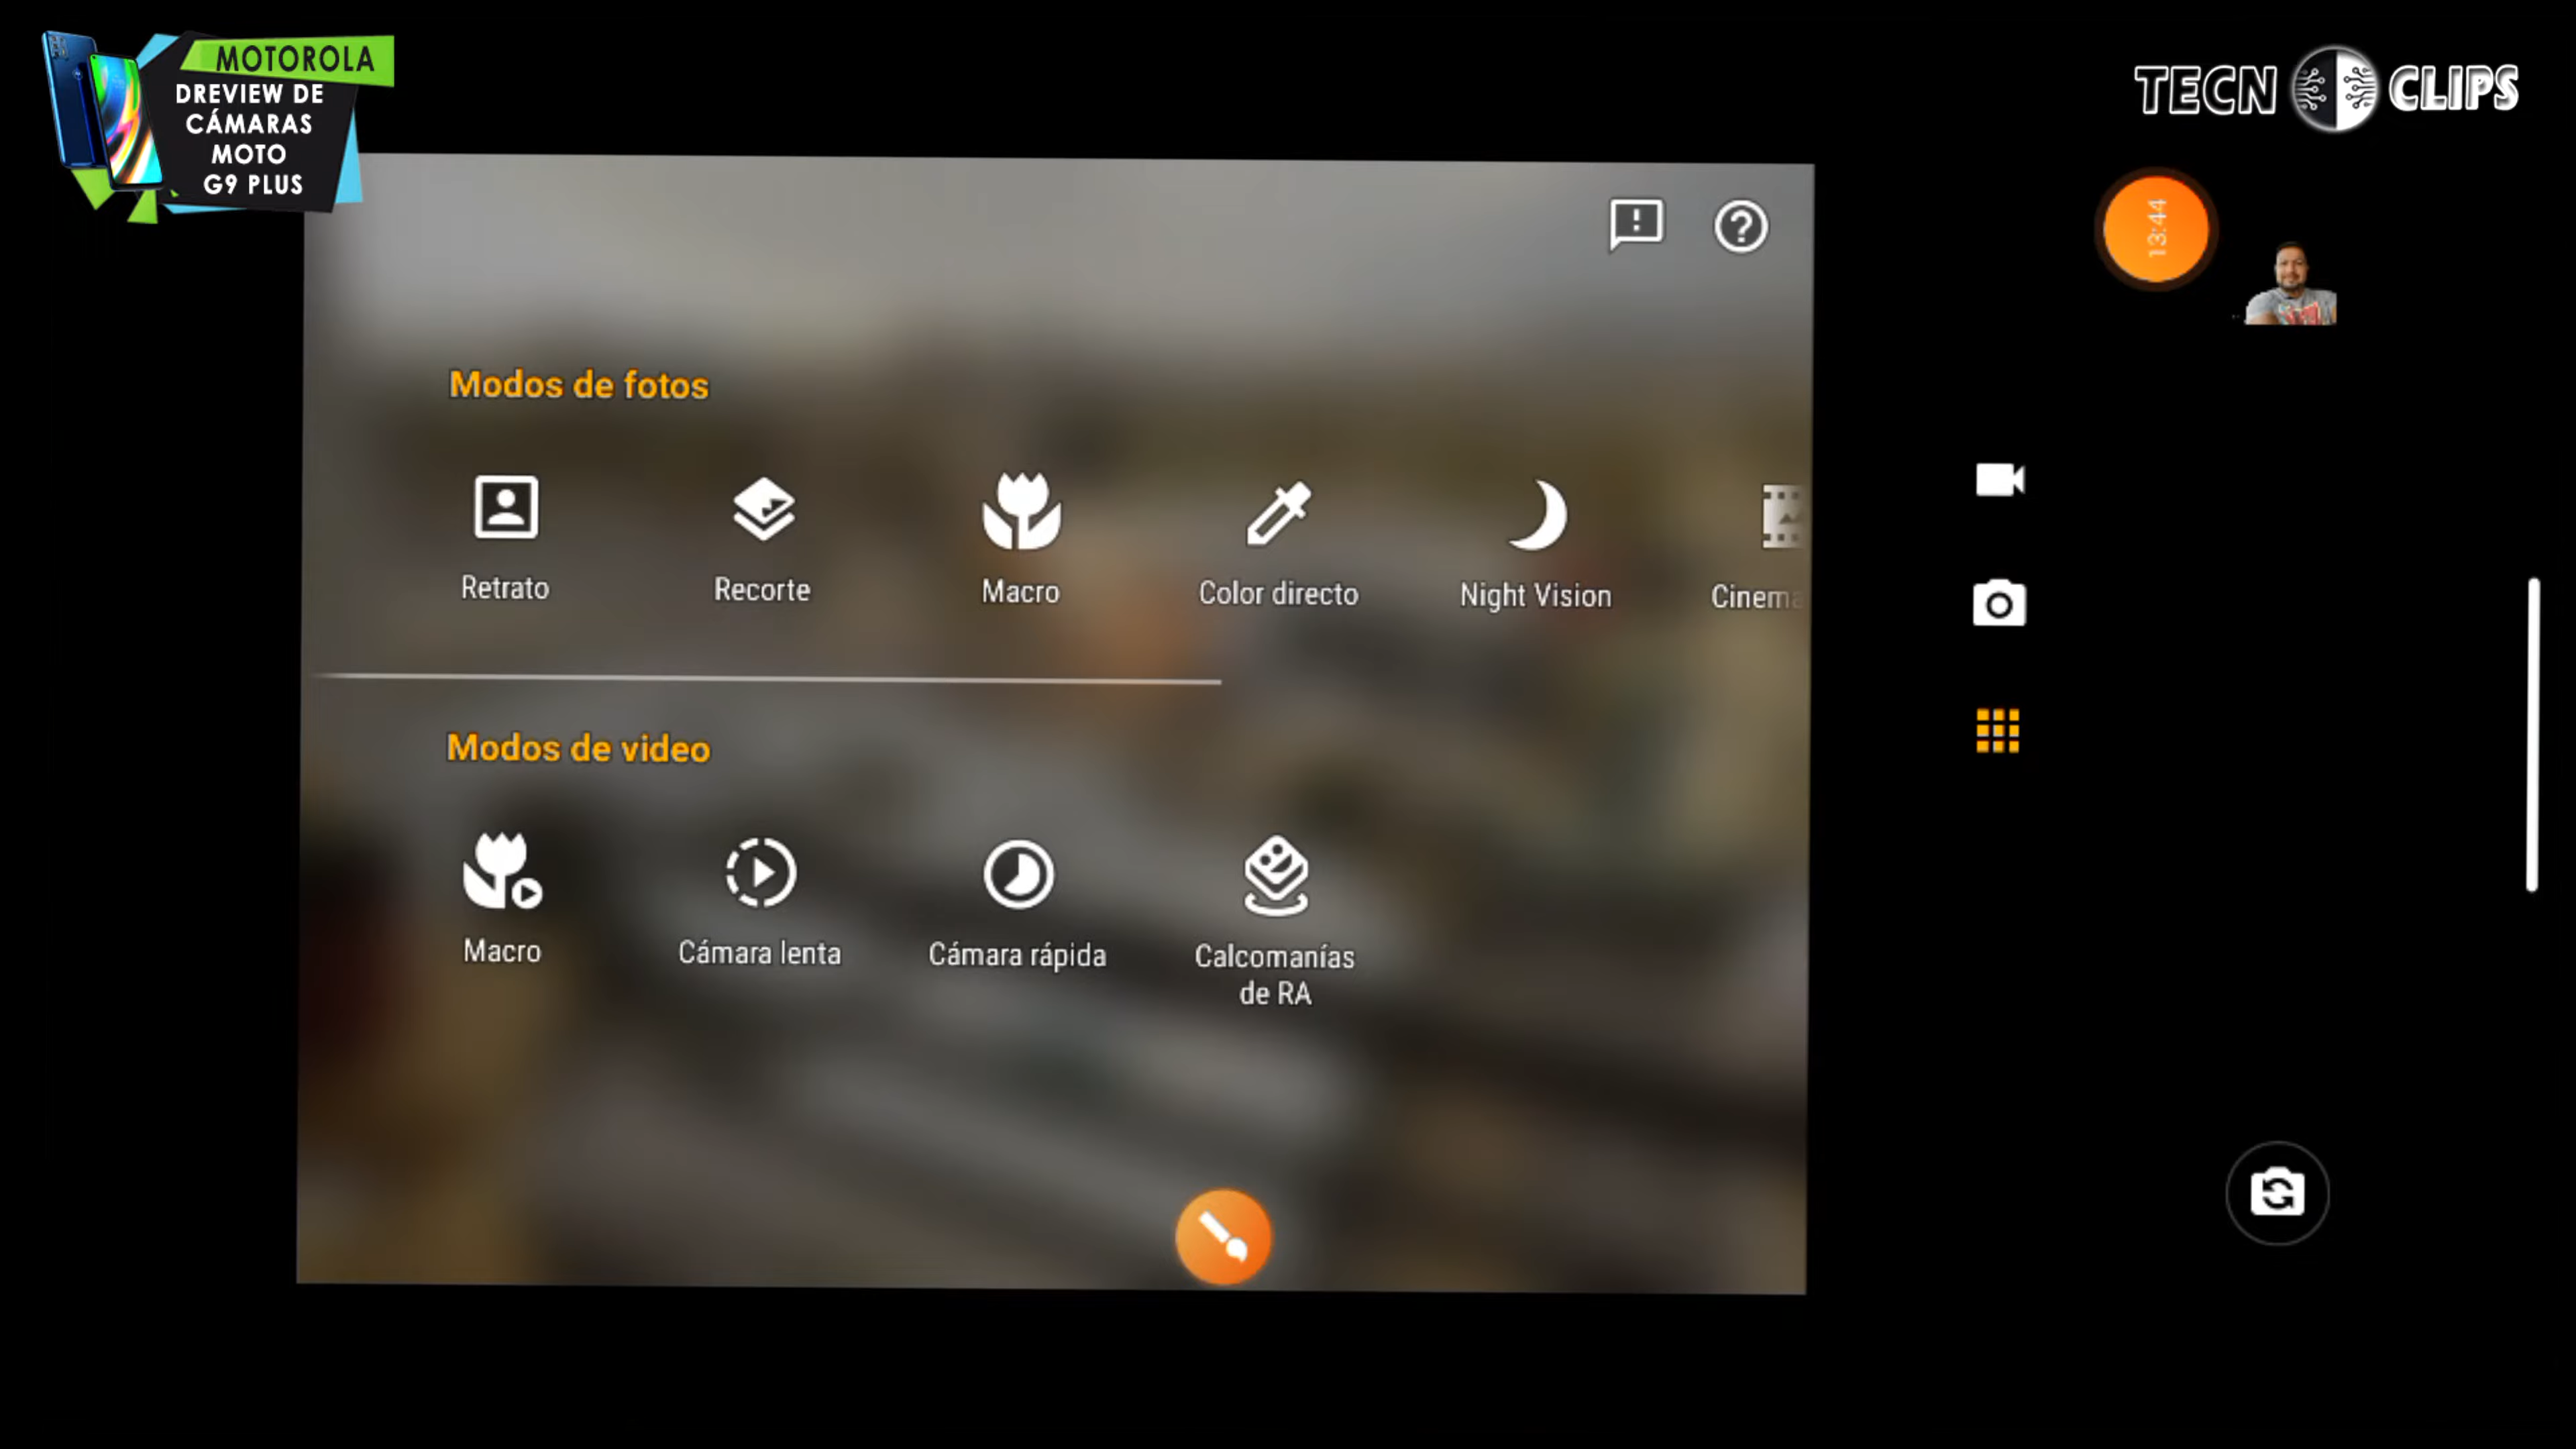 MOTOROLA
DREVIEW DE
CÁMARAS
MOTO
G9 PLUS
TECN CLIPS
13:44
Modos de fotos
Retrato
Recorte
Macro
Color directo
Night Vision
Cinema
Modos de video
Macro
Cámara lenta
Cámara rápida
Calcomanías
de RA